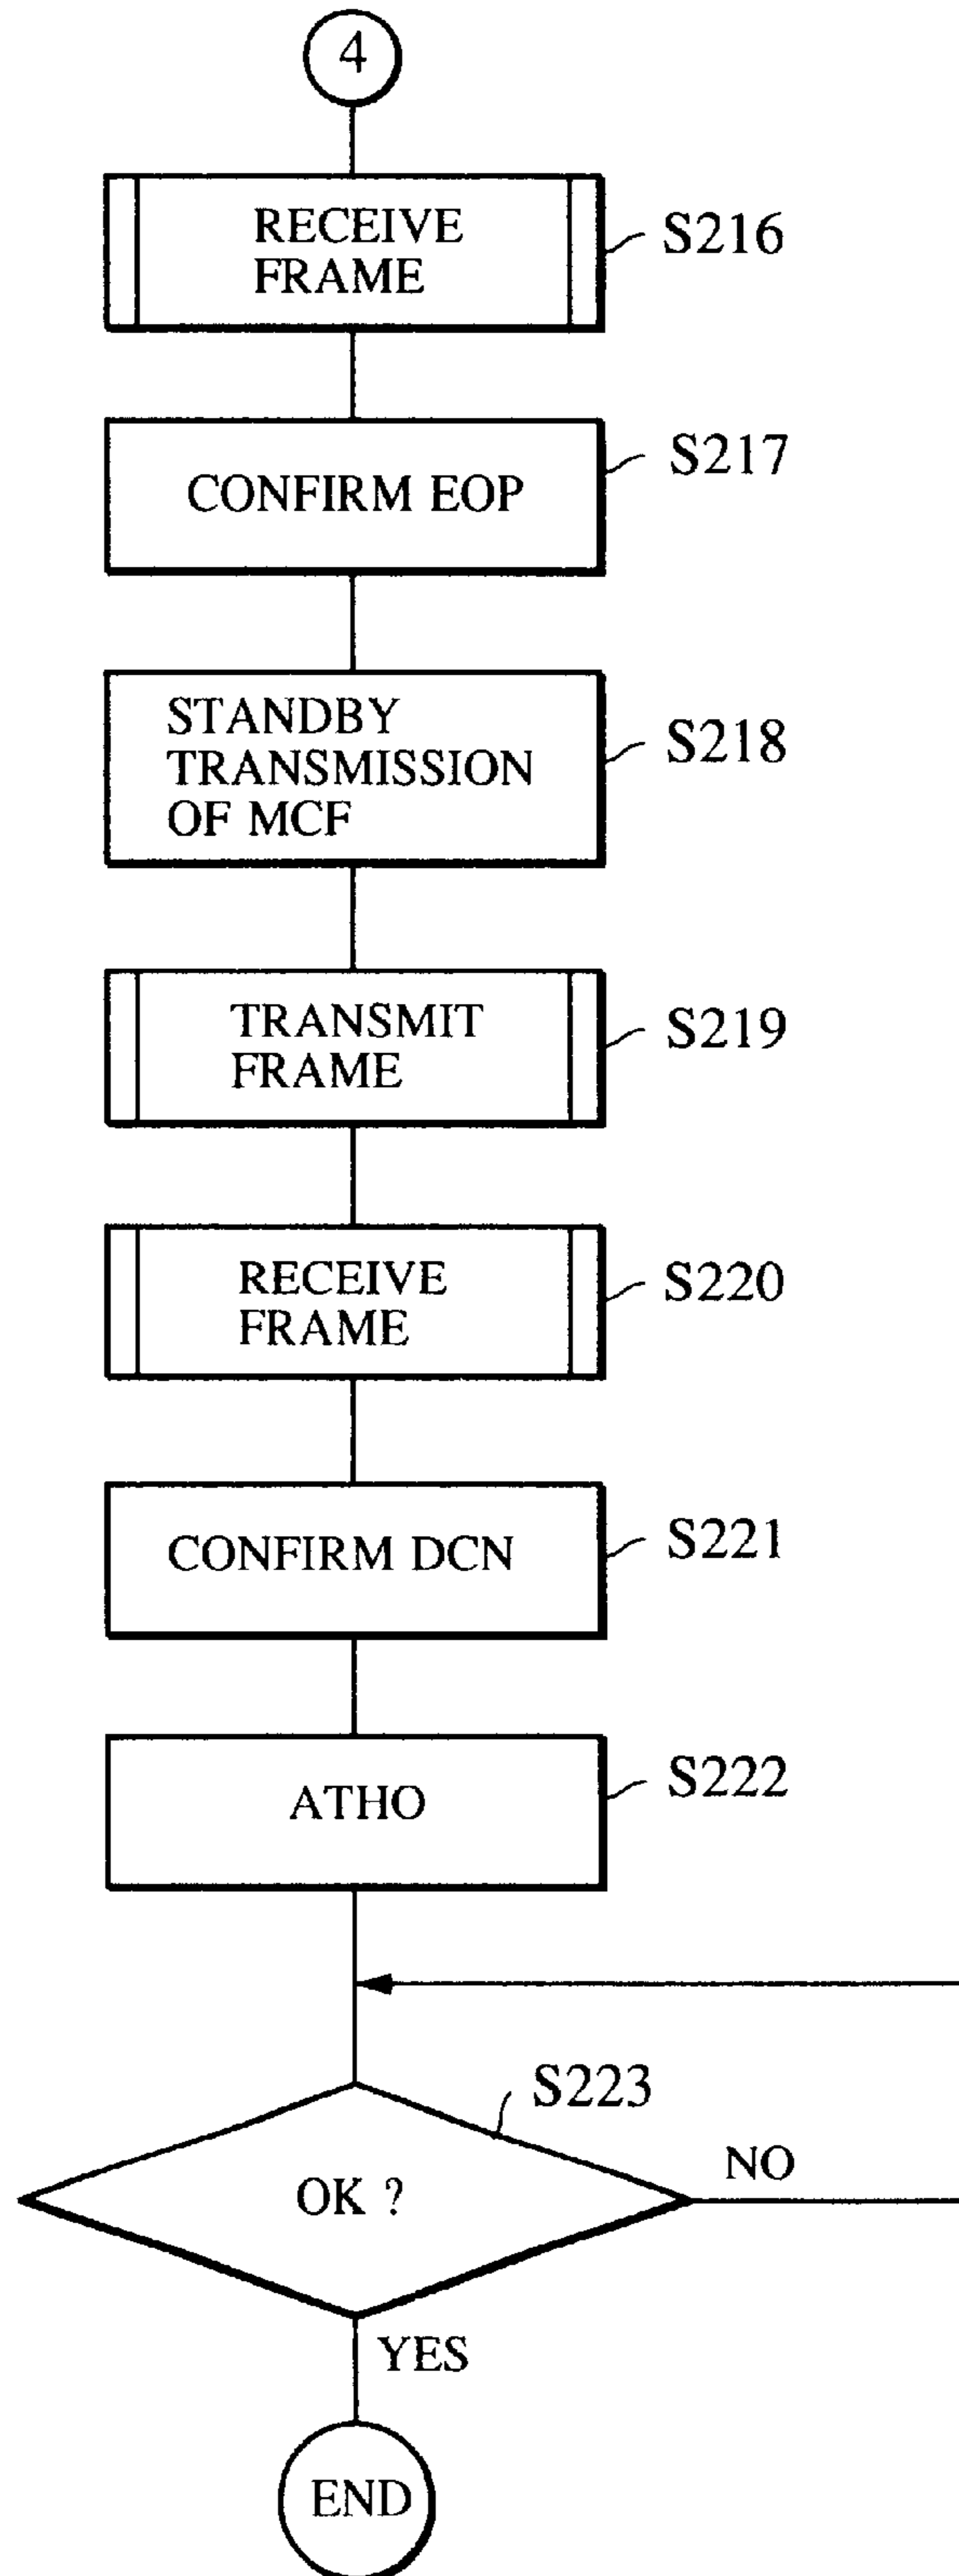 4
RECEIVE
FRAME
S216
CONFIRM EOP
S217
STANDBY
TRANSMISSION
OF MCF
S218
TRANSMIT
FRAME
S219
RECEIVE
FRAME
S220
CONFIRM DCN
S221
ATHO
S222
S223
OK ?
NO
YES
END